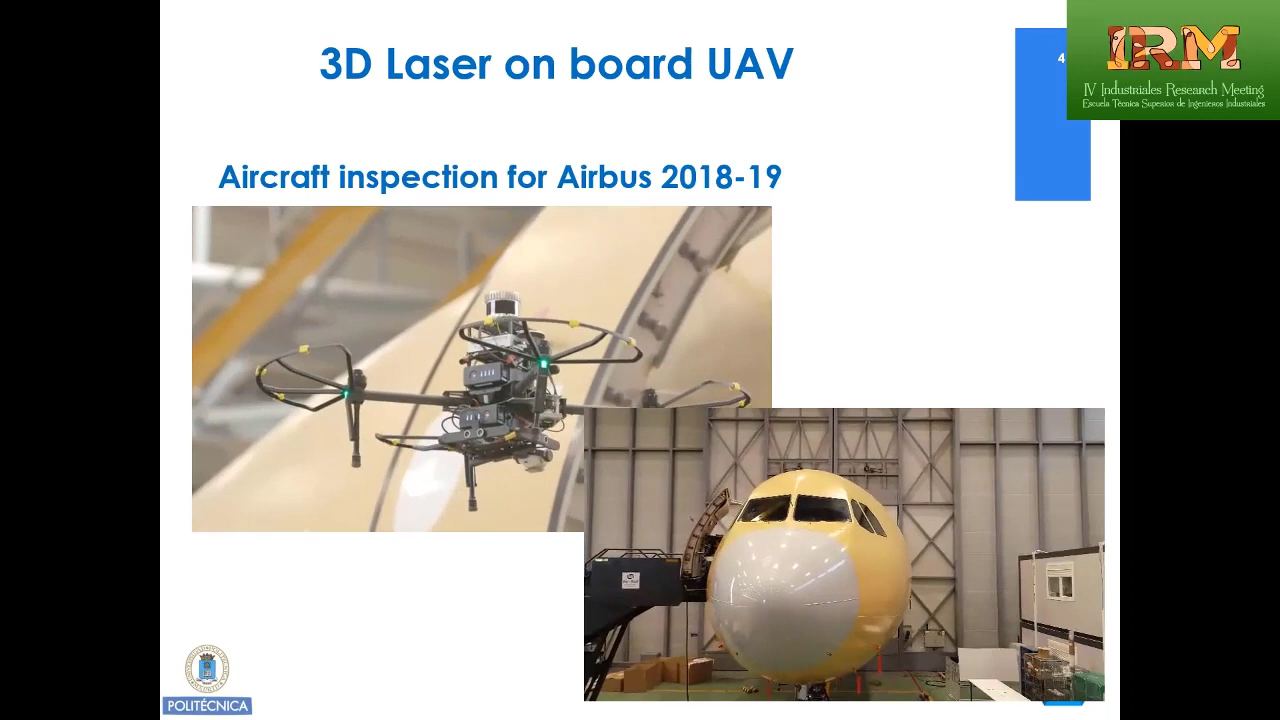 3D Laser on board UAV
4
IRM
IV Industriales Research Meeting
Escuela Técnica Superior de Ingenieros Industriales
Aircraft inspection for Airbus 2018-19
POLITÉCNICA